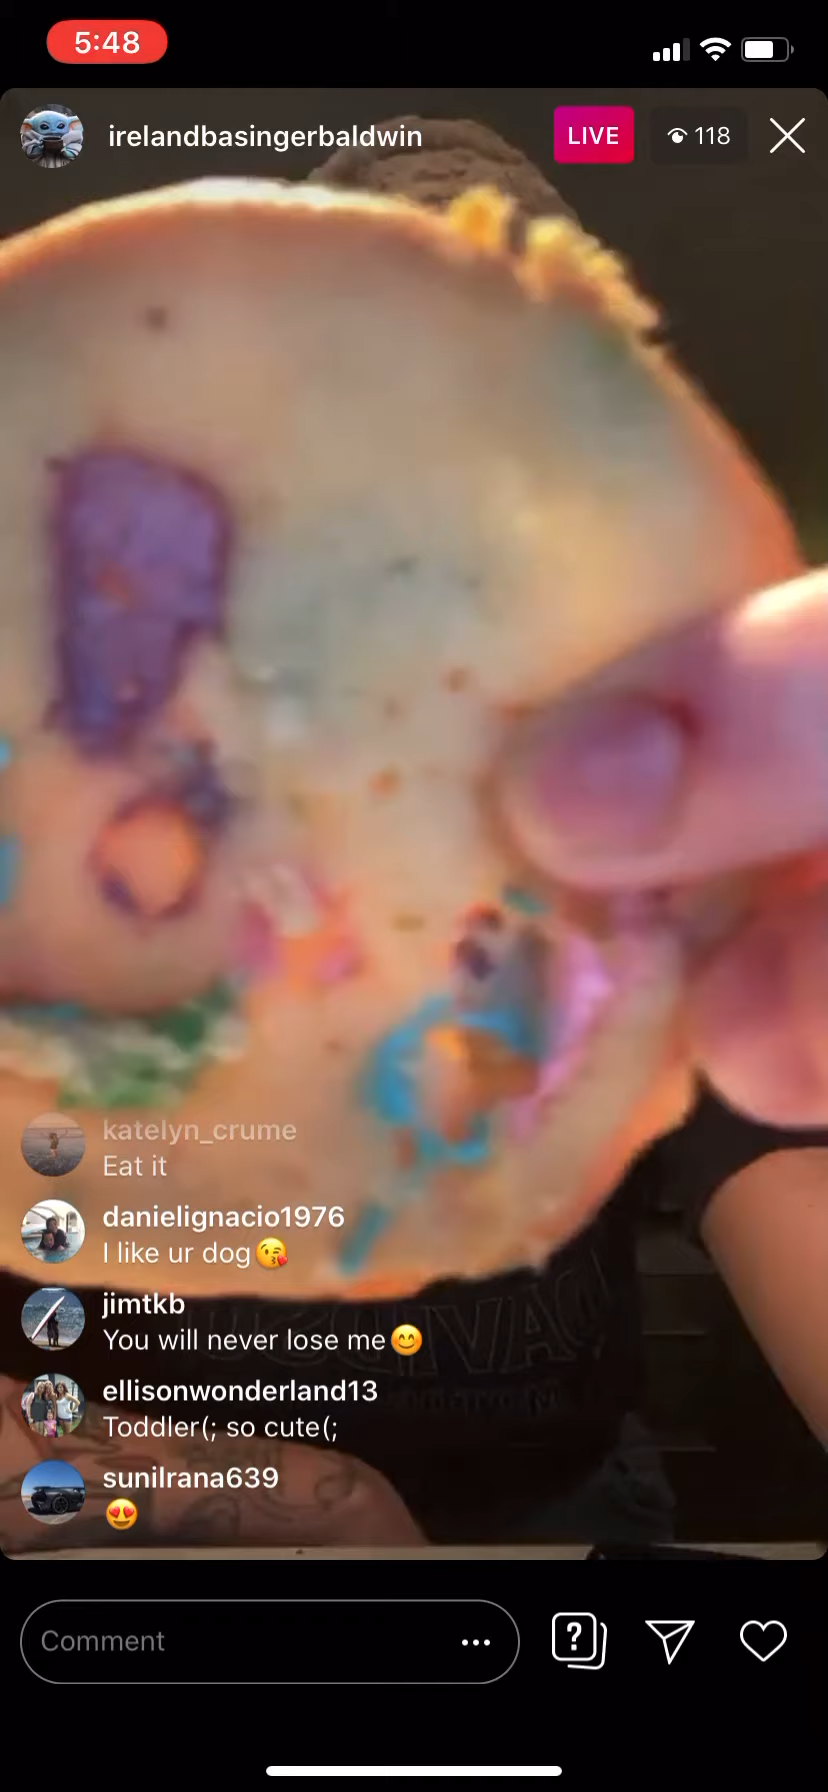 5:48
irelandbasingerbaldwin
LIVE
118
katelyn_crume
Eat it
danielignacio1976
I like ur dog😘
jimtkb
You will never lose me😊
ellisonwonderland13
Toddler(; so cute(;
sunilrana639
😍
Comment